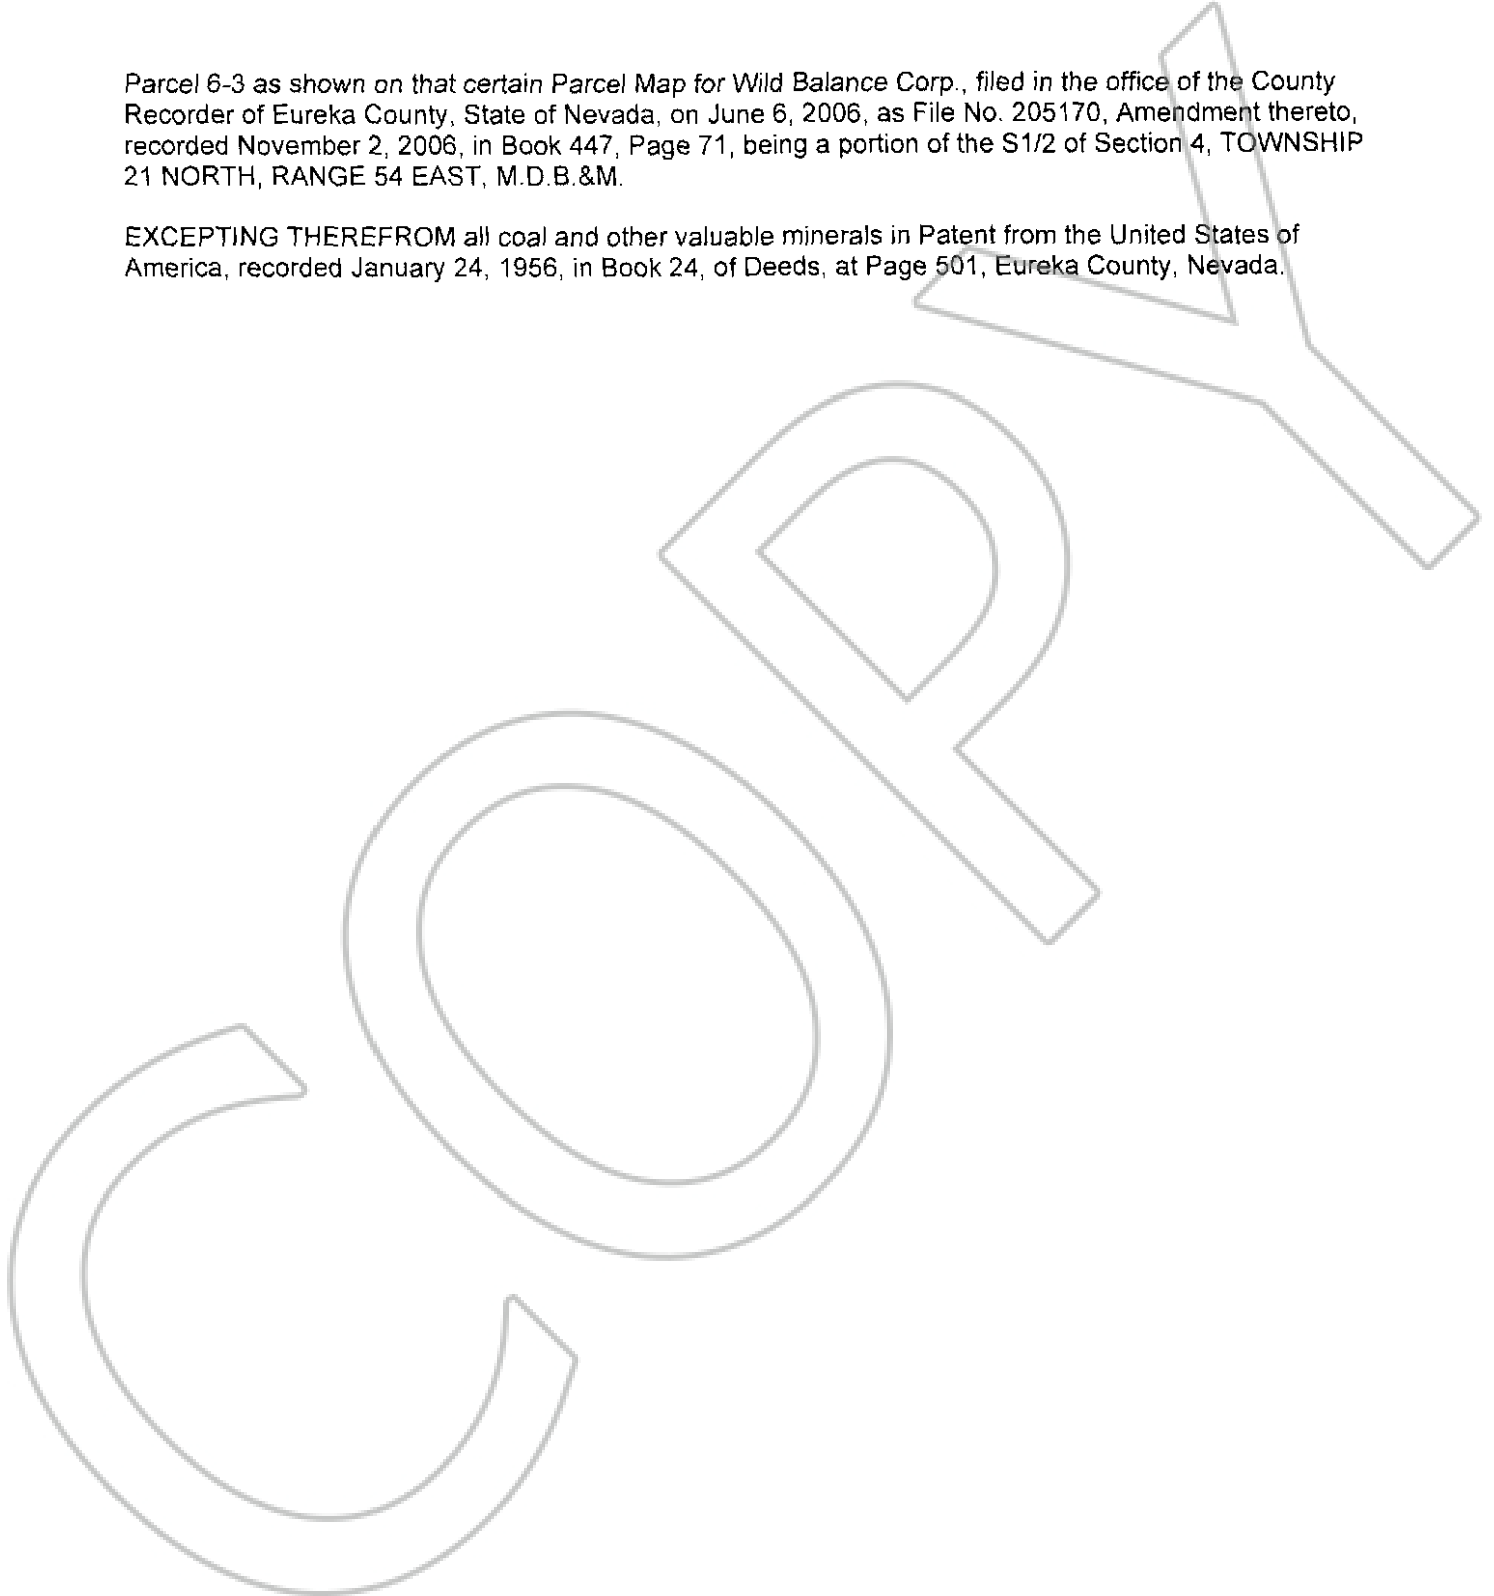 Parcel 6-3 as shown on that certain Parcel Map for Wild Balance Corp., filed in the office of the County
Recorder of Eureka County, State of Nevada, on June 6, 2006, as File No. 205170, Amendment thereto,
recorded November 2, 2006, in Book 447, Page 71, being a portion of the S1/2 of Section 4, TOWNSHIP
21 NORTH, RANGE 54 EAST, M.D.B.&M.
EXCEPTING THEREFROM all coal and other valuable minerals in Patent from the United States of
America, recorded January 24, 1956, in Book 24, of Deeds, at Page 501, Eureka County, Nevada.
COPY